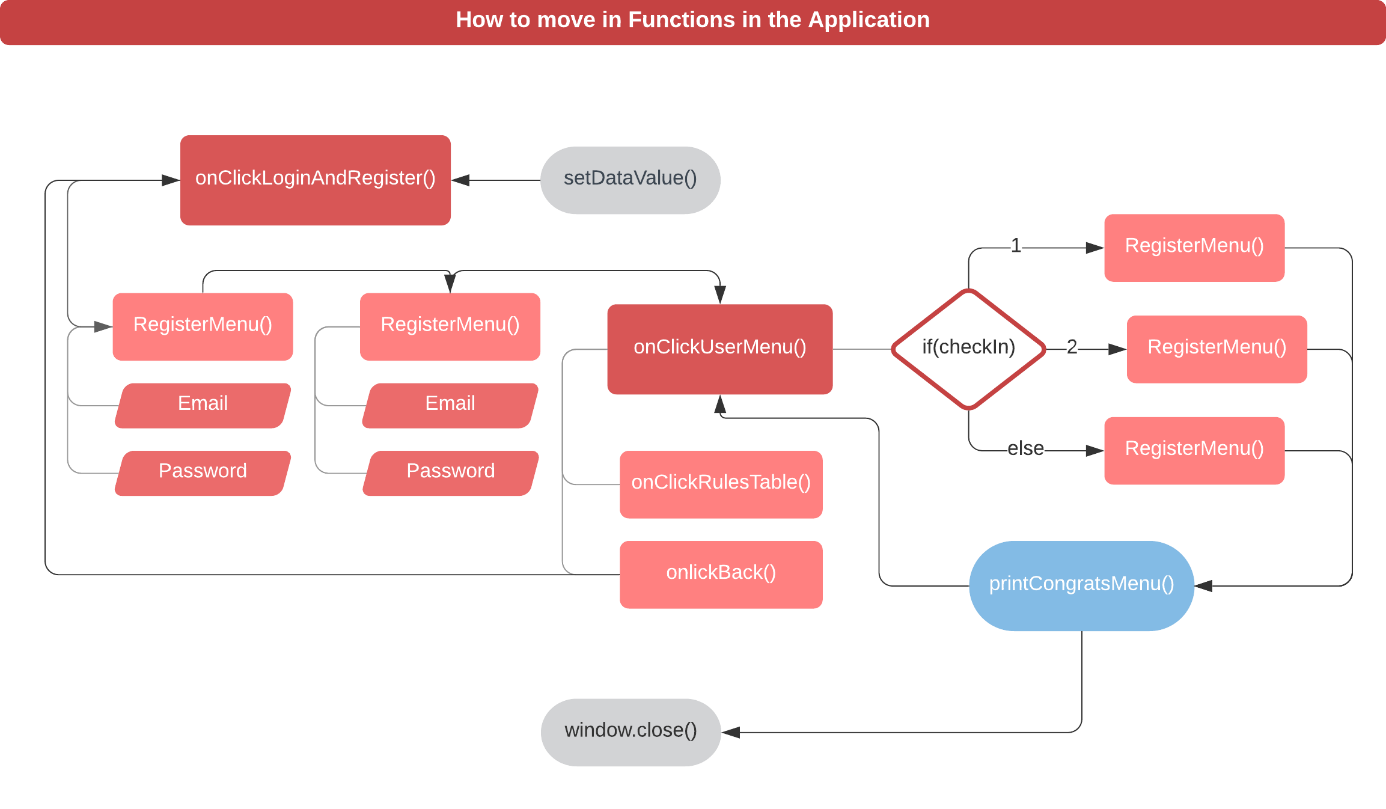 How to move in Functions in the Application
onClickLoginAndRegister()
setDataValue()
RegisterMenu()
Email
Password
RegisterMenu()
Email
Password
onClickUserMenu()
onClickRulesTable()
onlickBack()
if(checkIn)
1
RegisterMenu()
2
RegisterMenu()
else
RegisterMenu()
printCongratsMenu()
window.close()